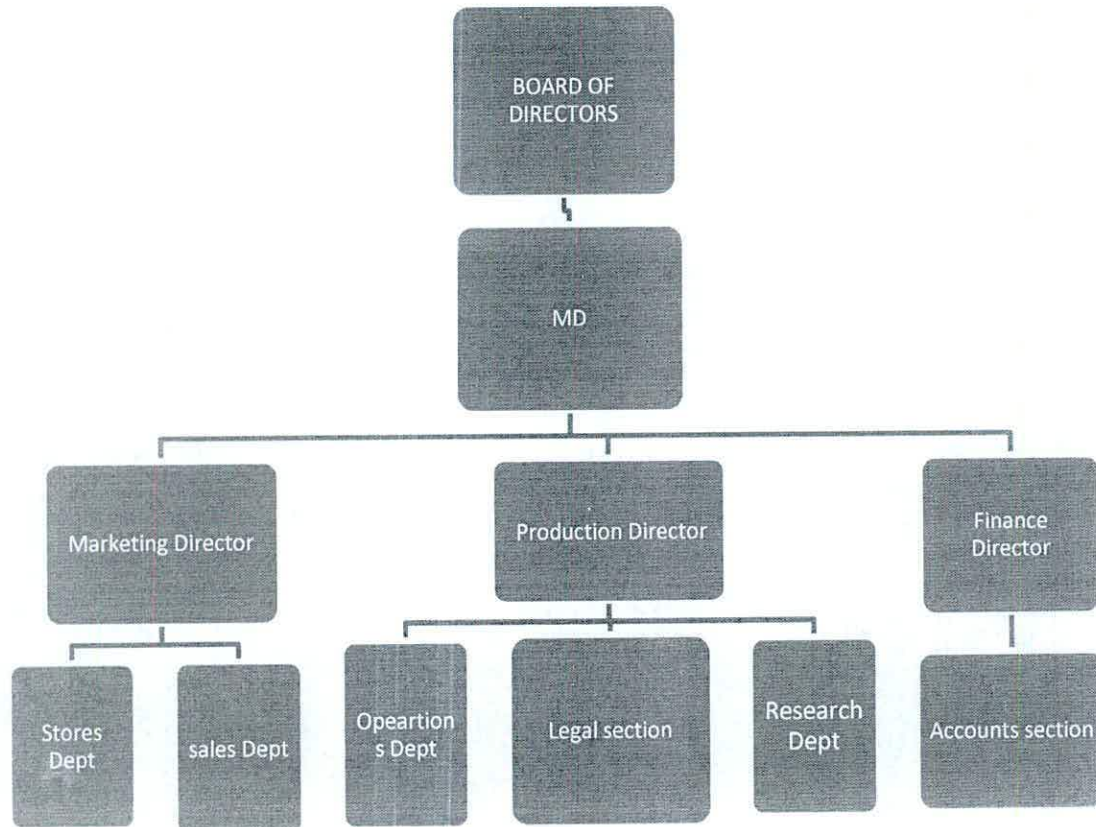 BOARD OF
DIRECTORS
MD
Marketing Director
Production Director
Finance
Director
Stores
Dept
sales Dept
Opeartion
s Dept
Legal section
Research
Dept
Accounts section